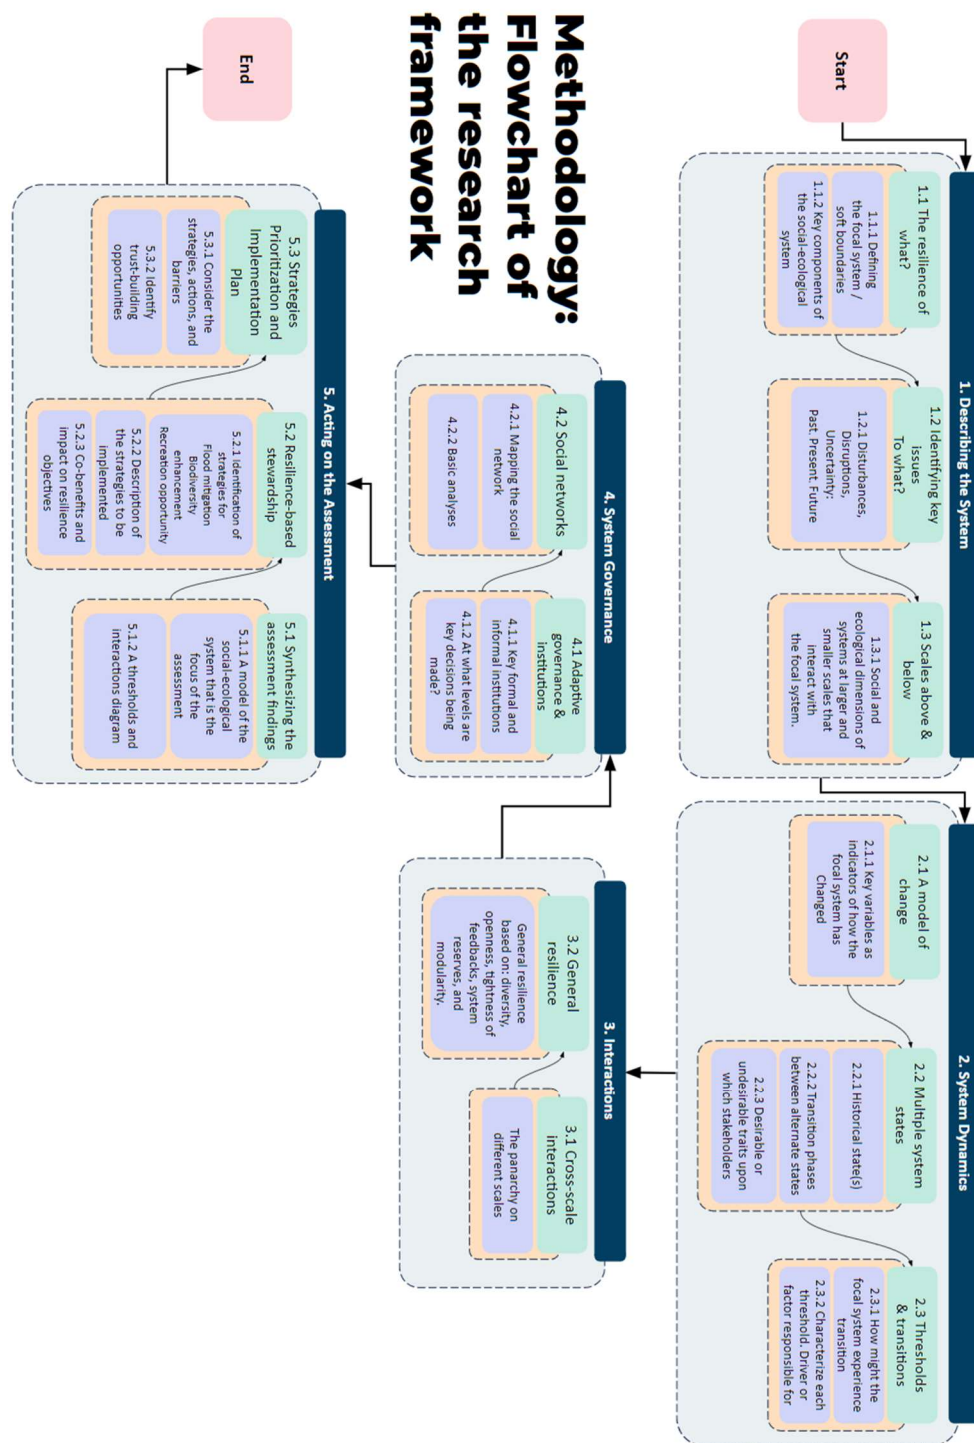 Start
1. Describing the System
1.1 The resilience of
what?
1.1.1 Defining
the focal system /
soft boundaries
1.1.2 Key components of
the social-ecological
system
1.2 Identifying key
issues
To what?
1.2.1 Disturbances,
Disruptions,
Uncertainty:
Past, Present, Future
1.3 Scales above &
below
1.3.1 Social and
ecological dimensions of
systems at larger and
smaller scales that
interact with
the focal system.
2. System Dynamics
2.1 A model of
change
2.1.1 Key variables as
indicators of how the
focal system has
Changed
2.2 Multiple system
states
2.2.1 Historical state(s)
2.2.2 Transition phases
between alternate states
2.2.3 Desirable or
undesirable traits upon
which stakeholders
2.3 Thresholds
& transitions
2.3.1 How might the
focal system experience
transition
2.3.2 Characterize each
threshold. Driver or
factor responsible for
Methodology:
Flowchart of
the research
framework
3. Interactions
3.1 Cross-scale
interactions
The panarchy on
different scales
3.2 General
resilience
General resilience
based on: diversity,
openness, tightness of
feedbacks, system
reserves, and
modularity.
4. System Governance
4.1 Adaptive
governance &
institutions
4.1.1 Key formal and
informal institutions
4.1.2 At what levels are
key decisions being
made?
4.2 Social networks
4.2.1 Mapping the social
network
4.2.2 Basic analyses
5. Acting on the Assessment
5.1 Synthesizing the
assessment findings
5.1.1 A model of the
social-ecological
system that is the
focus of the
assessment
5.1.2 A thresholds and
interactions diagram
5.2 Resilience-based
stewardship
5.2.1 Identification of
strategies for
Flood mitigation
Biodiversity
enhancement
Recreation opportunity
5.2.2 Description of
the strategies to be
implemented
5.2.3 Co-benefits and
impact on resilience
objectives
5.3 Strategies
Prioritization and
Implementation
Plan
5.3.1 Consider the
strategies, actions, and
barriers
5.3.2 Identify
trust-building
opportunities
End